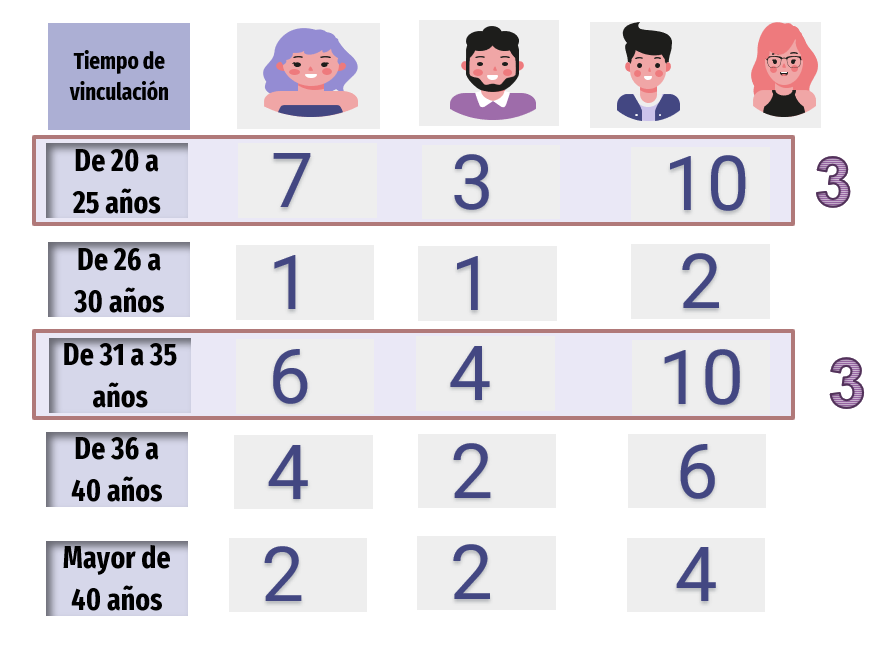 Tiempo de
vinculación
De 20 a
25 años
7 3 10 3
De 26 a
30 años
1 1 2
De 31 a 35
años
6 4 10 3
De 36 a
40 años
4 2 6
Mayor de
40 años
2 2 4